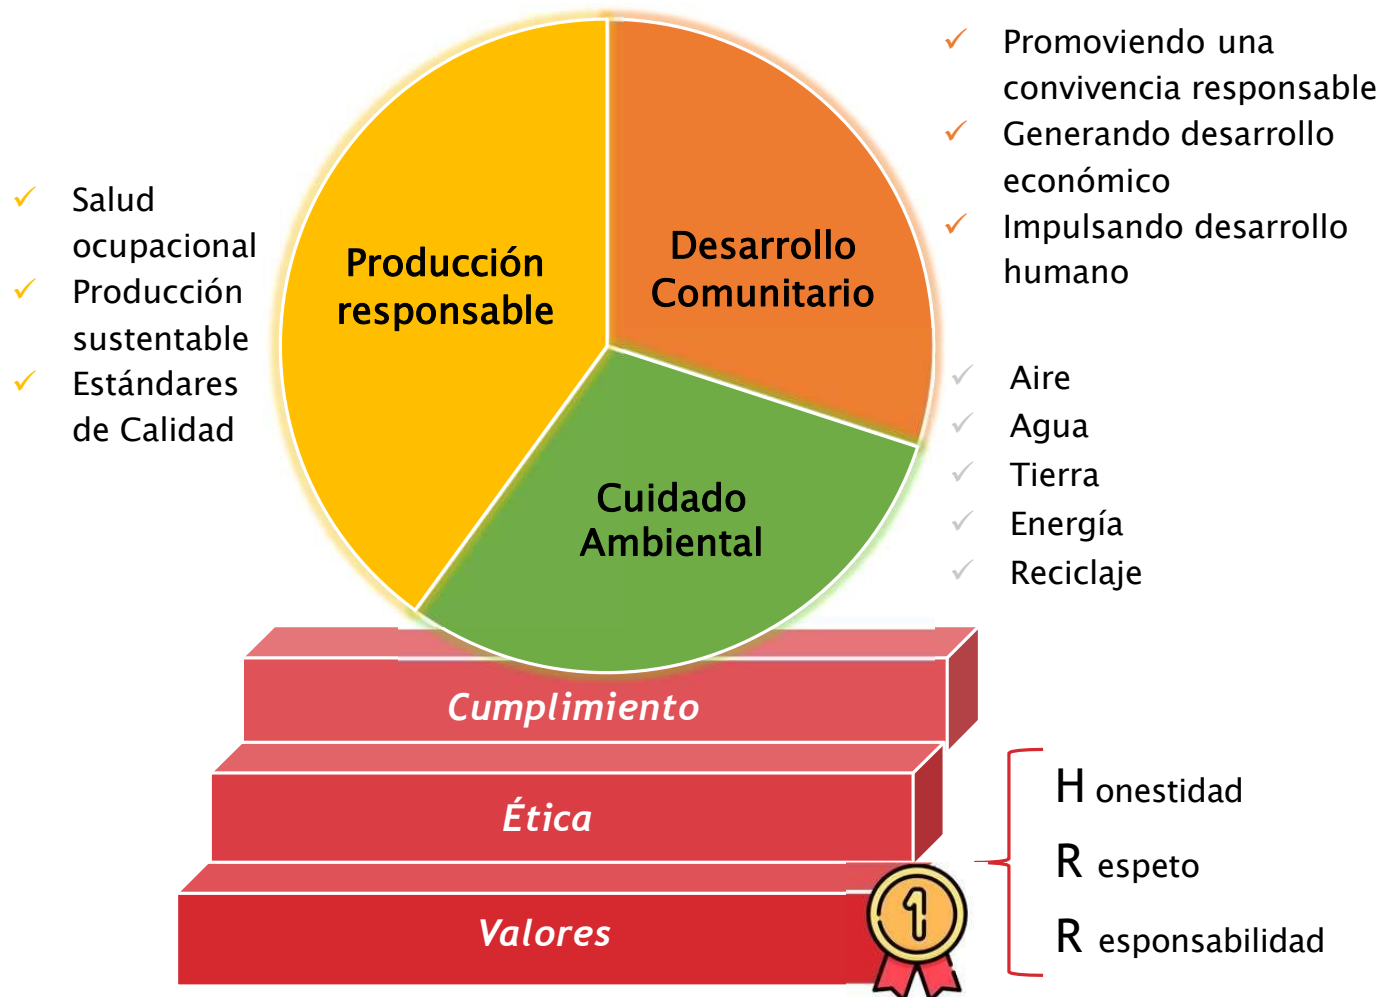 Salud
ocupacional
Producción
sustentable
Estándares
de Calidad
Producción
responsable
Desarrollo
Comunitario
Cuidado
Ambiental
Promoviendo una
convivencia responsable
Generando desarrollo
económico
Impulsando desarrollo
humano
Aire
Agua
Tierra
Energía
Reciclaje
Cumplimiento
Ética
Valores
1
H onestidad
R espeto
R esponsabilidad